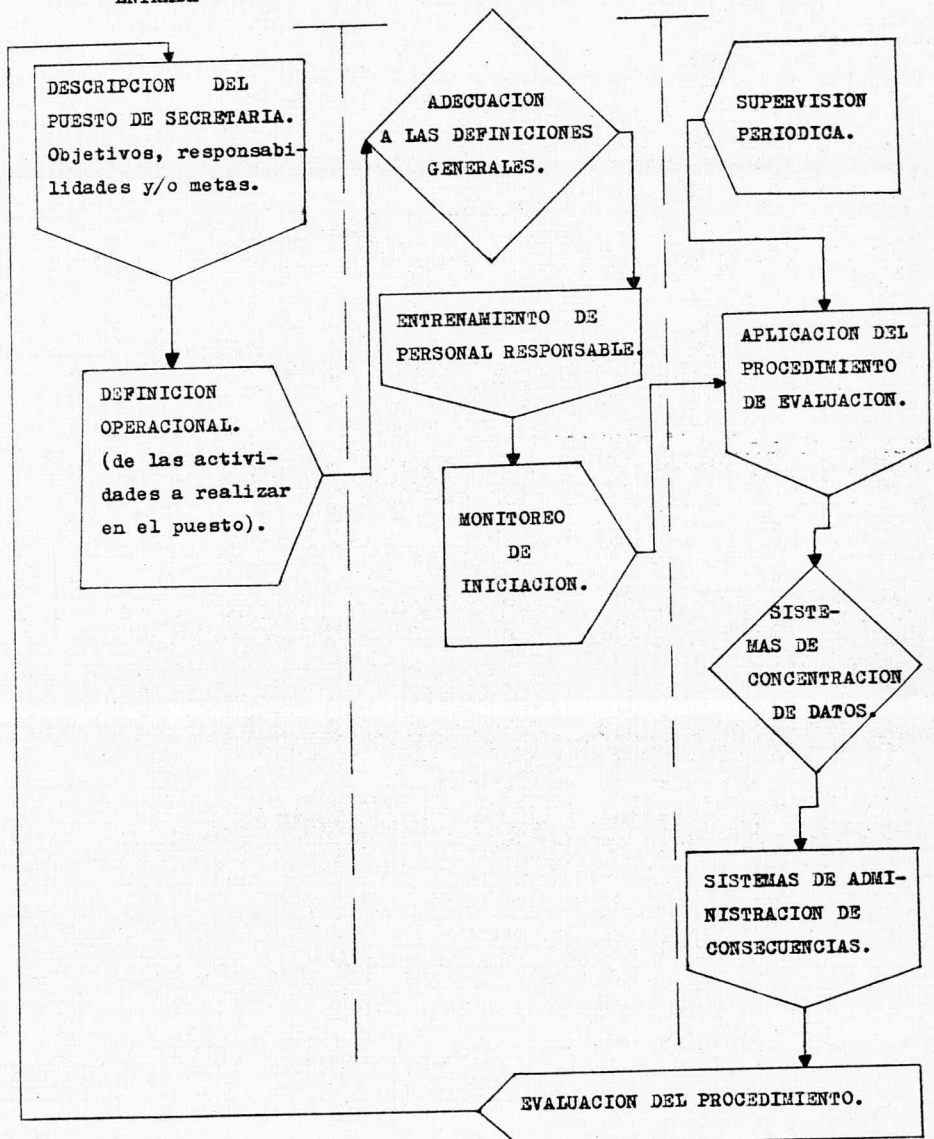 DESCRIPCION DEL
PUESTO DE SECRETARIA.
Objetivos, responsabi-
lidades y/o metas.
DEFINICION
OPERACIONAL.
(de las activi-
dades a realizar
en el puesto).
ADECUACION
A LAS DEFINICIONES
GENERALES.
ENTRENAMIENTO DE
PERSONAL RESPONSABLE.
MONITOREO
DE
INICIACION.
SUPERVISION
PERIODICA.
APLICACION DEL
PROCEDIMIENTO
DE EVALUACION.
SISTE-
MAS DE
CONCENTRACION
DE DATOS.
SISTEMAS DE ADMI-
NISTRACION DE
CONSECUENCIAS.
EVALUACION DEL PROCEDIMIENTO.